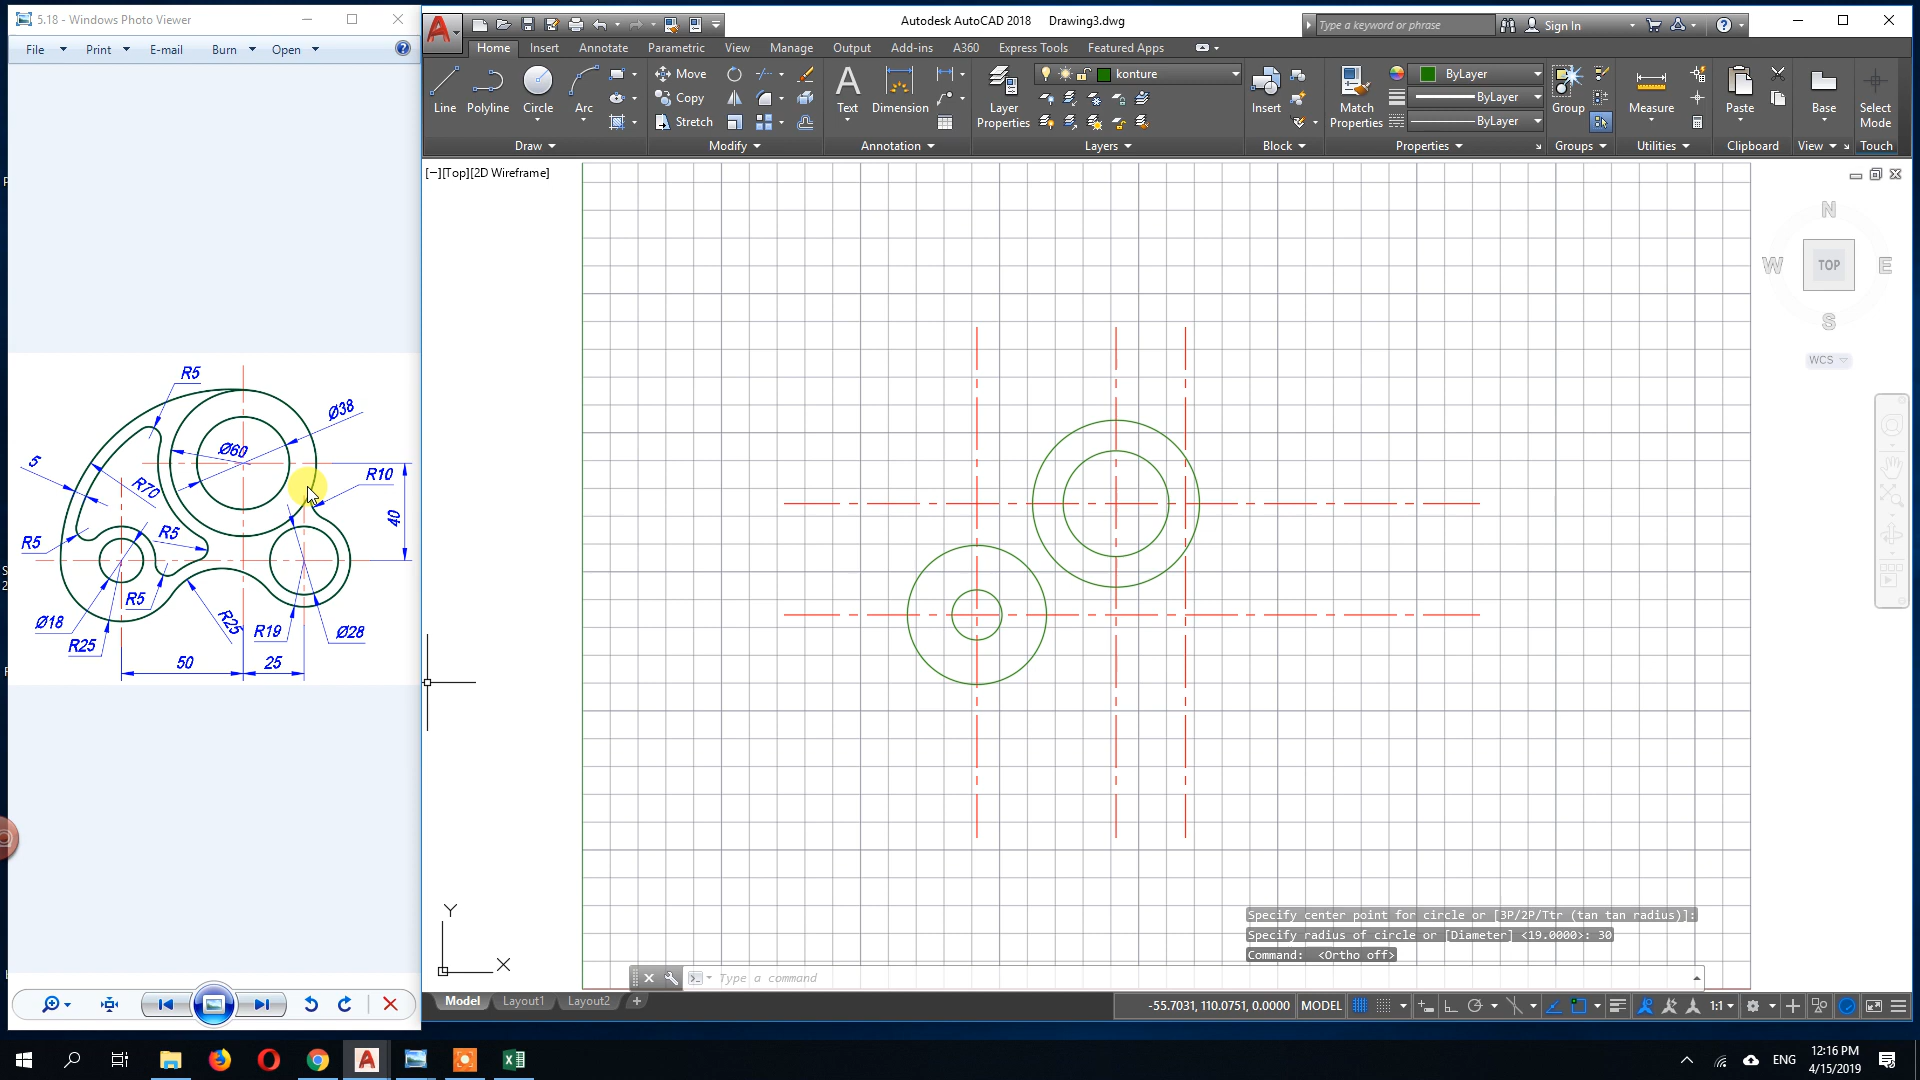 5.18 - Windows Photo Viewer
File Print E-mail Burn Open
R5
Ø38
Ø60
5
R70
R10
40
R5
R5
R5
Ø18
R25
R25
R19
Ø28
50
25
Autodesk AutoCAD 2018 Drawing3.dwg
Type a keyword or phrase
Sign In
Home Insert Annotate Parametric View Manage Output Add-ins A360 Express Tools Featured Apps
Line Polyline Circle Arc
Draw
Move
Copy
Stretch
Modify
Text Dimension
Annotation
Layer Properties
konture
Layers
Insert
Block
Match Properties
ByLayer
ByLayer
ByLayer
Properties
Group
Groups
Measure
Utilities
Paste
Clipboard
Base
View
Select Mode
Touch
[−][Top][2D Wireframe]
N
W TOP E
S
WCS
Y
X
Specify center point for circle or [3P/2P/Ttr (tan tan radius)]:
Specify radius of circle or [Diameter] <19.0000>: 30
Command: <Ortho off>
Type a command
Model Layout1 Layout2 +
-55.7031, 110.0751, 0.0000 MODEL 1:1
ENG
12:16 PM
4/15/2019